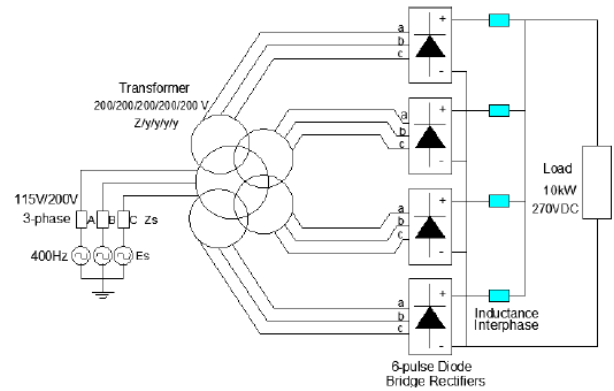 a
b
c
+
-
Transformer
200/200/200/200/200 V
Z/y/y/y/y
a
b
c
+
-
115V/200V
3-phase
A
B
C
Zs
400Hz
Es
a
b
c
+
-
Load
10kW
270VDC
a
b
c
+
-
Inductance
Interphase
6-pulse Diode
Bridge Rectifiers